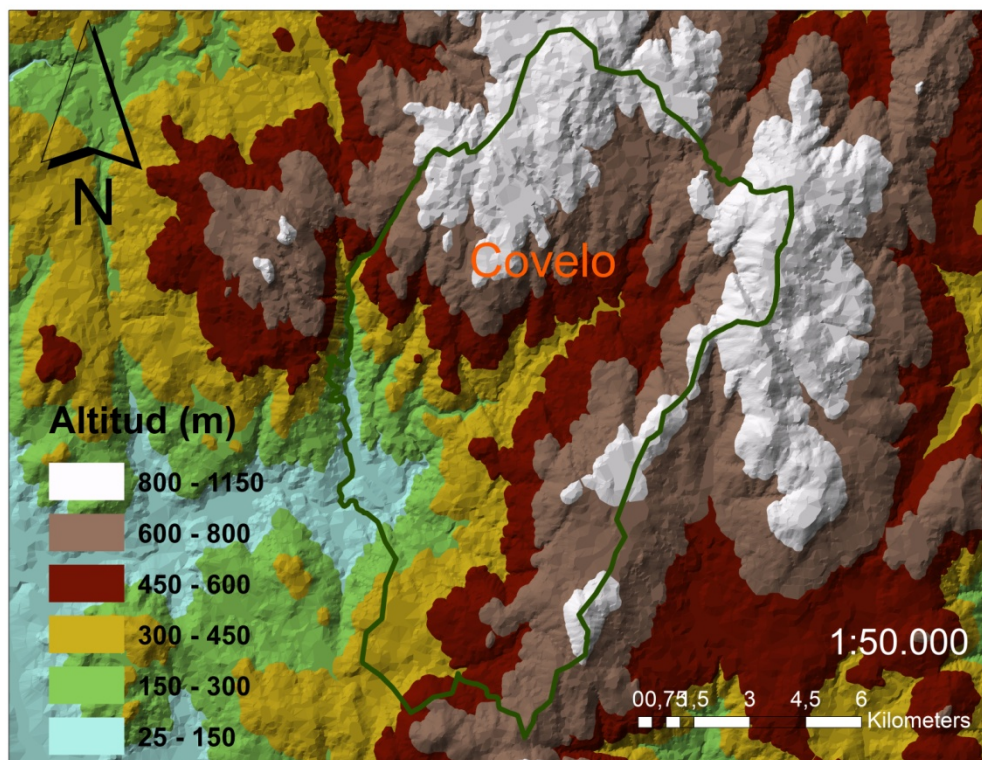 N
Covelo
Altitud (m)
800 - 1150
600 - 800
450 - 600
300 - 450
150 - 300
25 - 150
1:50.000
00,75 1,5 3 4,5 6
Kilometers